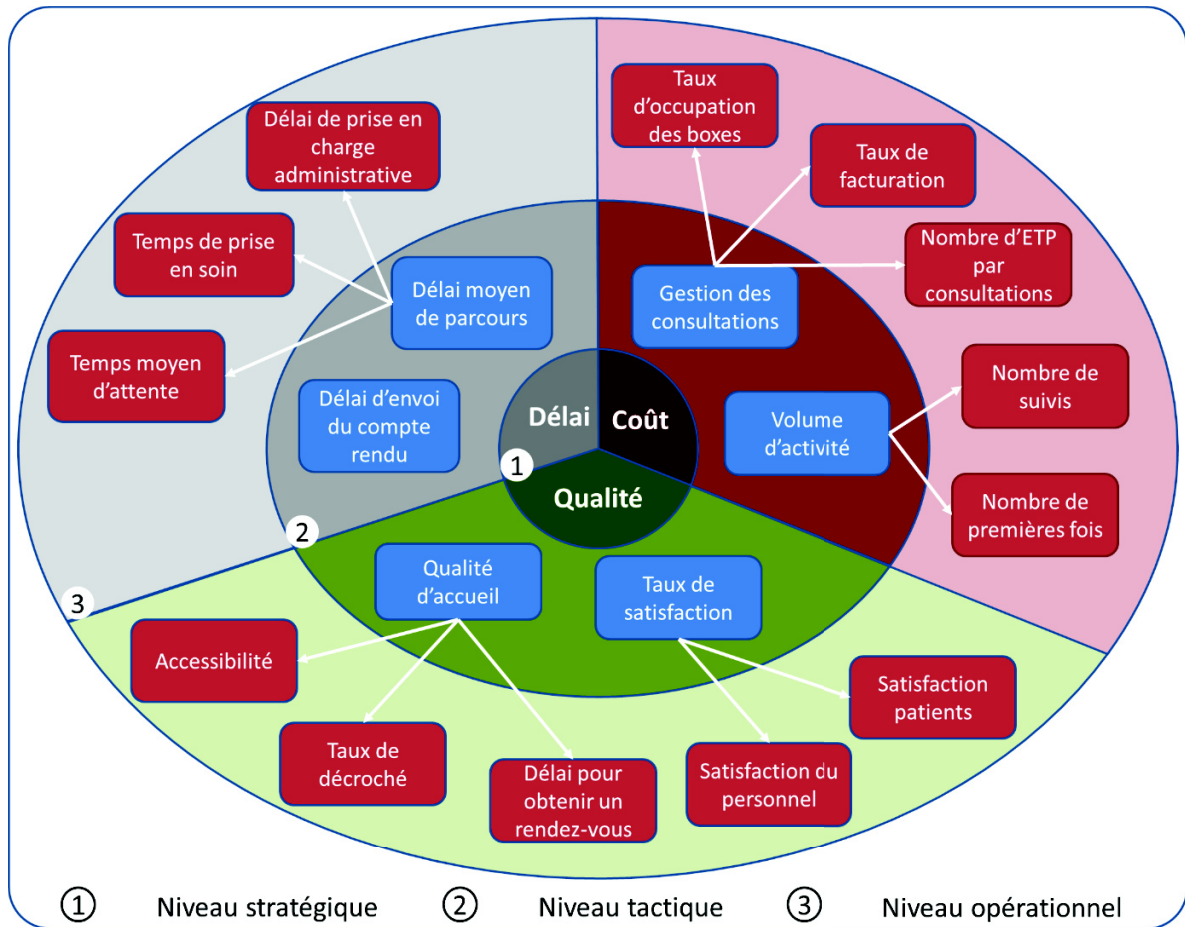 Délai de prise en
charge
administrative
Temps de prise
en soin
Temps moyen
d'attente
Délai moyen
de parcours
Délai d'envoi
du compte
rendu
Taux
d'occupation
des boxes
Taux de
facturation
Nombre d'ETP
par
consultations
Gestion des
consultations
Volume
d'activité
Nombre de
suivis
Nombre de
premières fois
Délai
Coût
Qualité
1
2
3
Qualité
d'accueil
Taux de
satisfaction
Accessibilité
Taux de
décroché
Délai pour
obtenir un
rendez-vous
Satisfaction du
personnel
Satisfaction
patients
1 Niveau stratégique 2 Niveau tactique 3 Niveau opérationnel